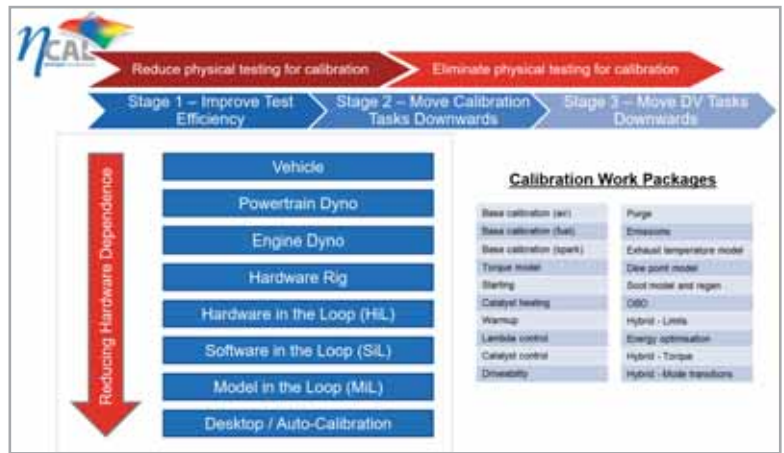 ηCAL
Reduce physical testing for calibration
Eliminate physical testing for calibration
Stage 1 – Improve Test
Efficiency
Stage 2 – Move Calibration
Tasks Downwards
Stage 3 – Move DV Tasks
Downwards
Reducing Hardware Dependence
Vehicle
Powertrain Dyno
Engine Dyno
Hardware Rig
Hardware in the Loop (HiL)
Software in the Loop (SiL)
Model in the Loop (MiL)
Desktop / Auto-Calibration
Calibration Work Packages
Base calibration (air)
Base calibration (fuel)
Base calibration (spark)
Torque model
Starting
Catalyst heating
Warmup
Lambda control
Catalyst control
Driveability
Purge
Emissions
Exhaust temperature model
Dew point model
Soot model and regen
OBD
Hybrid - Limits
Energy optimisation
Hybrid - Torque
Hybrid - Mode transitions